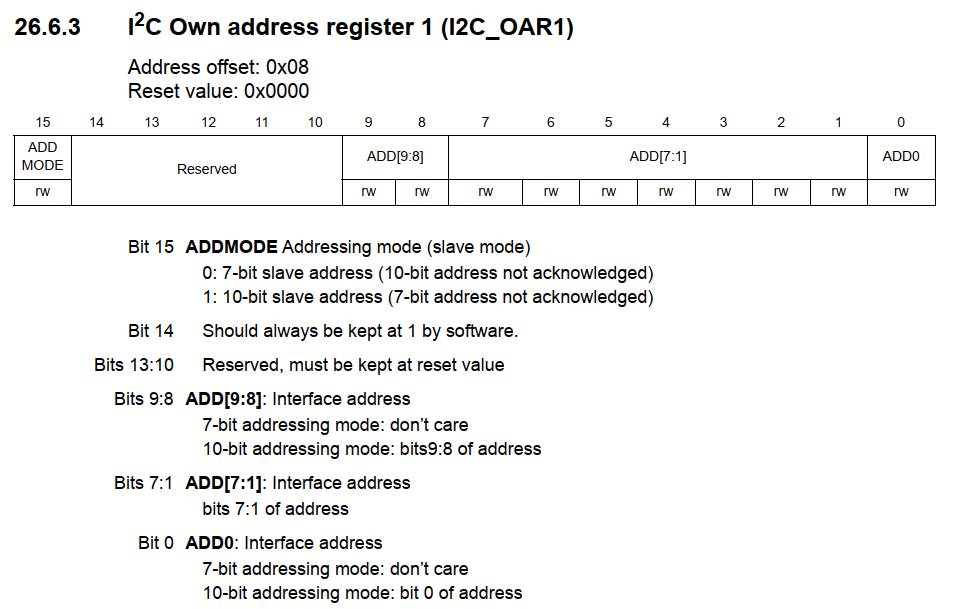 26.6.3 I2C Own address register 1 (I2C_OAR1)
Address offset: 0x08
Reset value: 0x0000
15 14 13 12 11 10 9 8 7 6 5 4 3 2 1 0
ADD MODE Reserved ADD[9:8] ADD[7:1] ADD0
rw rw rw rw rw rw rw rw rw rw rw
Bit 15 ADDMODE Addressing mode (slave mode)
0: 7-bit slave address (10-bit address not acknowledged)
1: 10-bit slave address (7-bit address not acknowledged)
Bit 14 Should always be kept at 1 by software.
Bits 13:10 Reserved, must be kept at reset value
Bits 9:8 ADD[9:8]: Interface address
7-bit addressing mode: don’t care
10-bit addressing mode: bits9:8 of address
Bits 7:1 ADD[7:1]: Interface address
bits 7:1 of address
Bit 0 ADD0: Interface address
7-bit addressing mode: don’t care
10-bit addressing mode: bit 0 of address